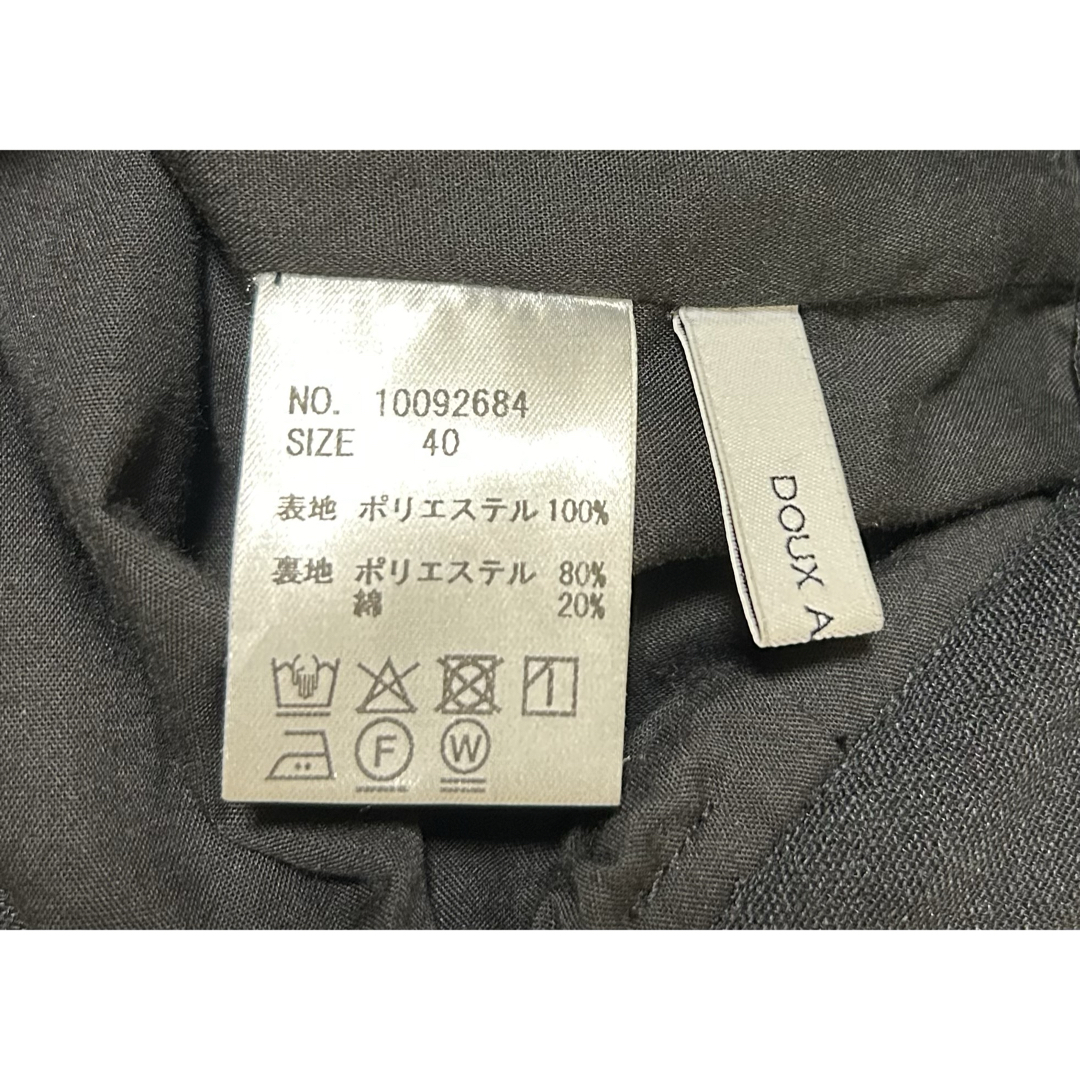 NO. 10092684
SIZE 40
表地 ポリエステル 100%
裏地 ポリエステル 80%
綿 20%
F W
DOUX A